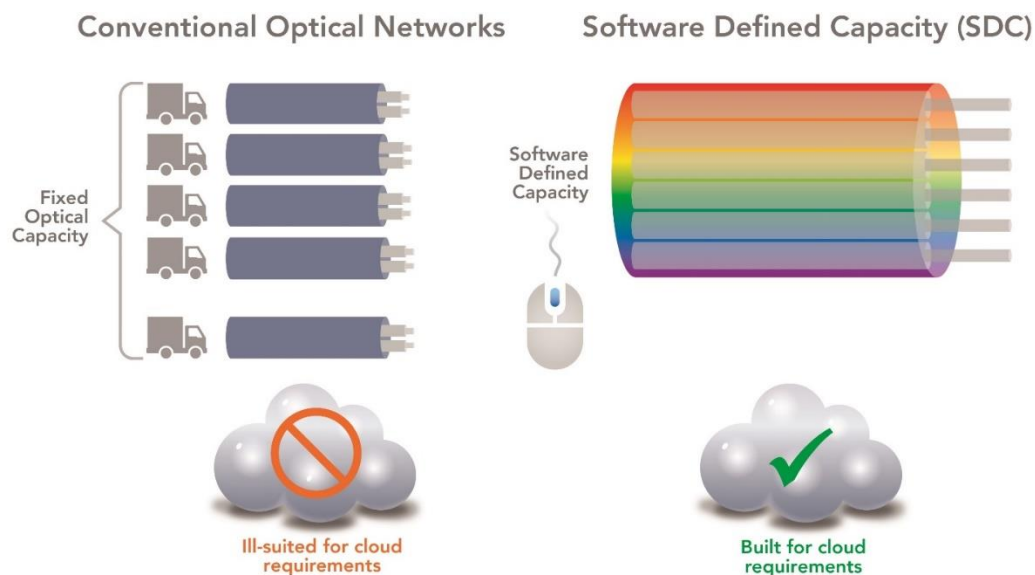 Conventional Optical Networks
Software Defined Capacity (SDC)
Fixed
Optical
Capacity
Software
Defined
Capacity
Ill-suited for cloud
requirements
Built for cloud
requirements